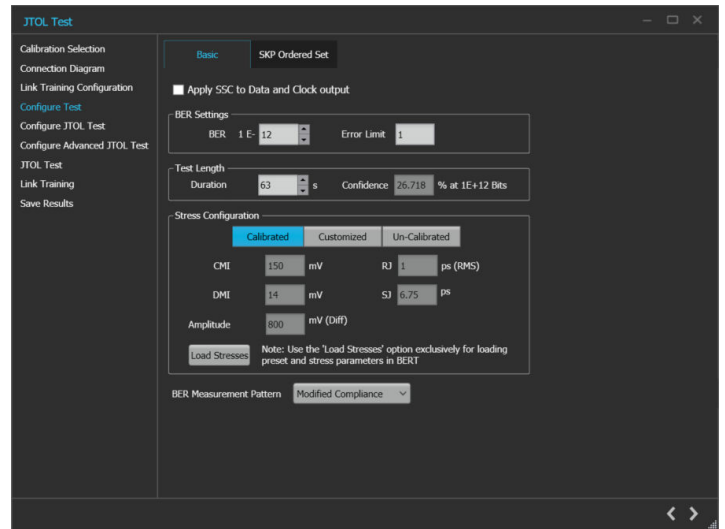 JTOL Test
Calibration Selection
Connection Diagram
Link Training Configuration
Configure Test
Configure JTOL Test
Configure Advanced JTOL Test
JTOL Test
Link Training
Save Results
Basic SKP Ordered Set
Apply SSC to Data and Clock output
BER Settings
BER 1 E- 12 Error Limit 1
Test Length
Duration 63 s Confidence 26.718 % at 1E+12 Bits
Stress Configuration
Calibrated Customized Un-Calibrated
CMI 150 mV RJ 1 ps (RMS)
DMI 14 mV SJ 6.75 ps
Amplitude 800 mV (Diff)
Load Stresses Note: Use the 'Load Stresses' option exclusively for loading
preset and stress parameters in BERT
BER Measurement Pattern Modified Compliance